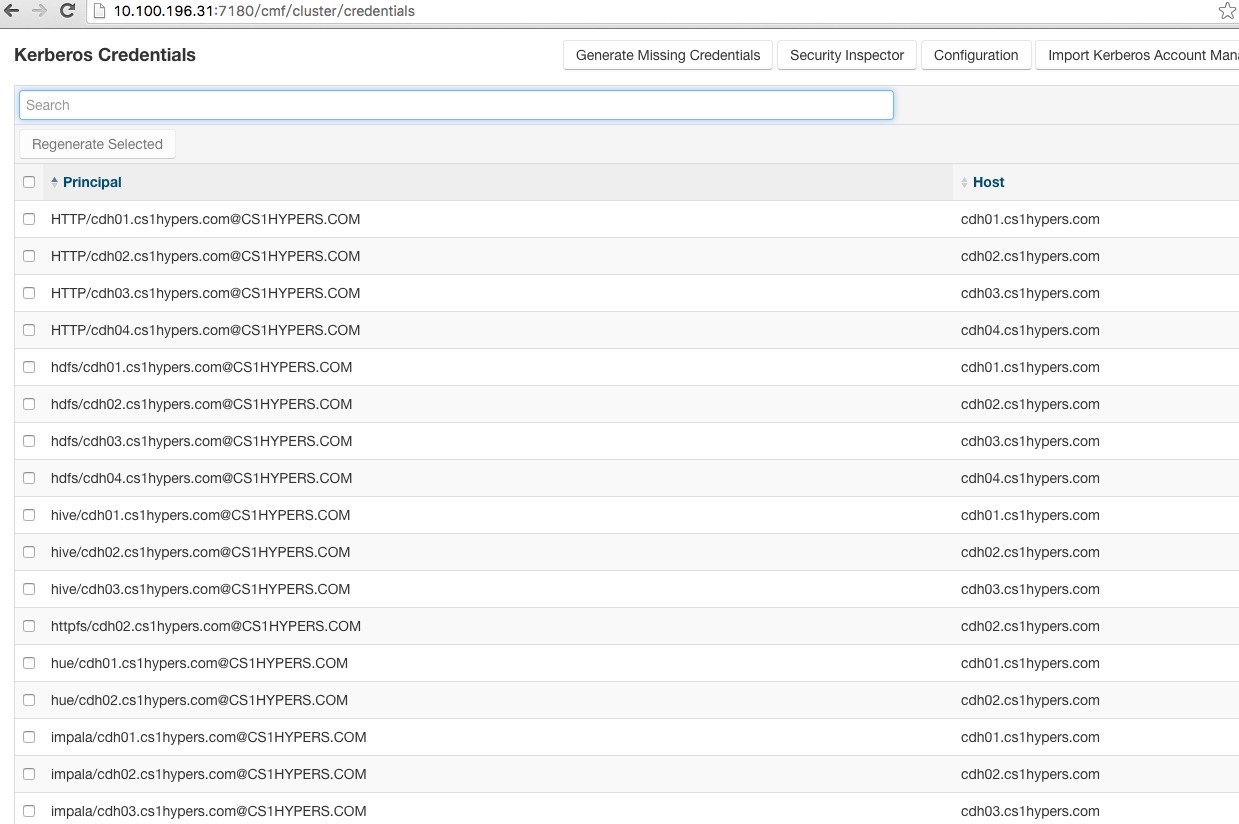 10.100.196.31:7180/cmf/cluster/credentials
Kerberos Credentials Generate Missing Credentials Security Inspector Configuration Import Kerberos Account Mana
Search
Regenerate Selected
Principal Host
HTTP/cdh01.cs1hypers.com@CS1HYPERS.COM cdh01.cs1hypers.com
HTTP/cdh02.cs1hypers.com@CS1HYPERS.COM cdh02.cs1hypers.com
HTTP/cdh03.cs1hypers.com@CS1HYPERS.COM cdh03.cs1hypers.com
HTTP/cdh04.cs1hypers.com@CS1HYPERS.COM cdh04.cs1hypers.com
hdfs/cdh01.cs1hypers.com@CS1HYPERS.COM cdh01.cs1hypers.com
hdfs/cdh02.cs1hypers.com@CS1HYPERS.COM cdh02.cs1hypers.com
hdfs/cdh03.cs1hypers.com@CS1HYPERS.COM cdh03.cs1hypers.com
hdfs/cdh04.cs1hypers.com@CS1HYPERS.COM cdh04.cs1hypers.com
hive/cdh01.cs1hypers.com@CS1HYPERS.COM cdh01.cs1hypers.com
hive/cdh02.cs1hypers.com@CS1HYPERS.COM cdh02.cs1hypers.com
hive/cdh03.cs1hypers.com@CS1HYPERS.COM cdh03.cs1hypers.com
httpfs/cdh02.cs1hypers.com@CS1HYPERS.COM cdh02.cs1hypers.com
hue/cdh01.cs1hypers.com@CS1HYPERS.COM cdh01.cs1hypers.com
hue/cdh02.cs1hypers.com@CS1HYPERS.COM cdh02.cs1hypers.com
impala/cdh01.cs1hypers.com@CS1HYPERS.COM cdh01.cs1hypers.com
impala/cdh02.cs1hypers.com@CS1HYPERS.COM cdh02.cs1hypers.com
impala/cdh03.cs1hypers.com@CS1HYPERS.COM cdh03.cs1hypers.com